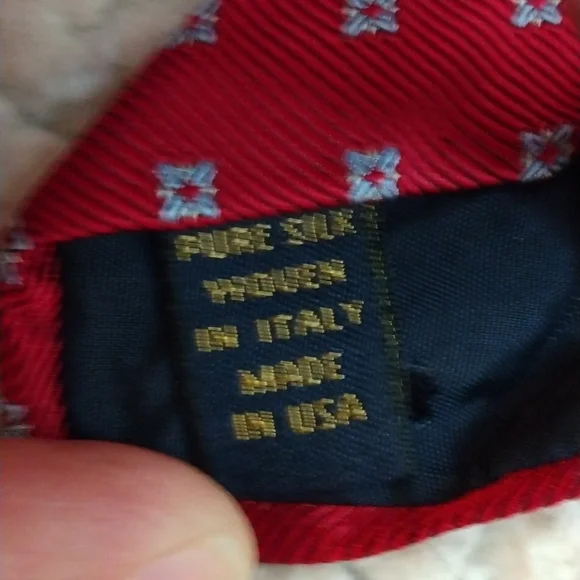 PURE SILK
WOVEN
IN ITALY
MADE
IN USA